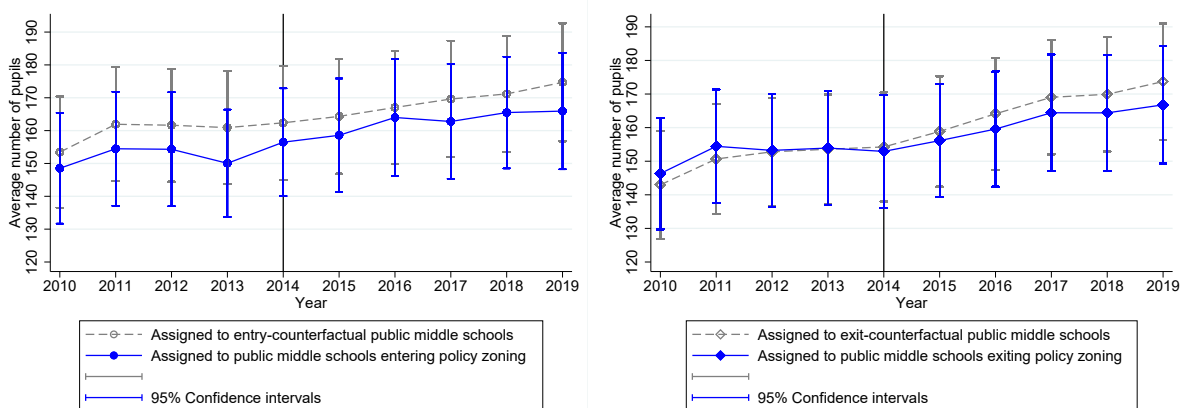 Average number of pupils
190
180
170
160
150
140
130
120
2010 2011 2012 2013 2014 2015 2016 2017 2018 2019
Year
Assigned to entry-counterfactual public middle schools
Assigned to public middle schools entering policy zoning
95% Confidence intervals
Average number of pupils
190
180
170
160
150
140
130
120
2010 2011 2012 2013 2014 2015 2016 2017 2018 2019
Year
Assigned to exit-counterfactual public middle schools
Assigned to public middle schools exiting policy zoning
95% Confidence intervals